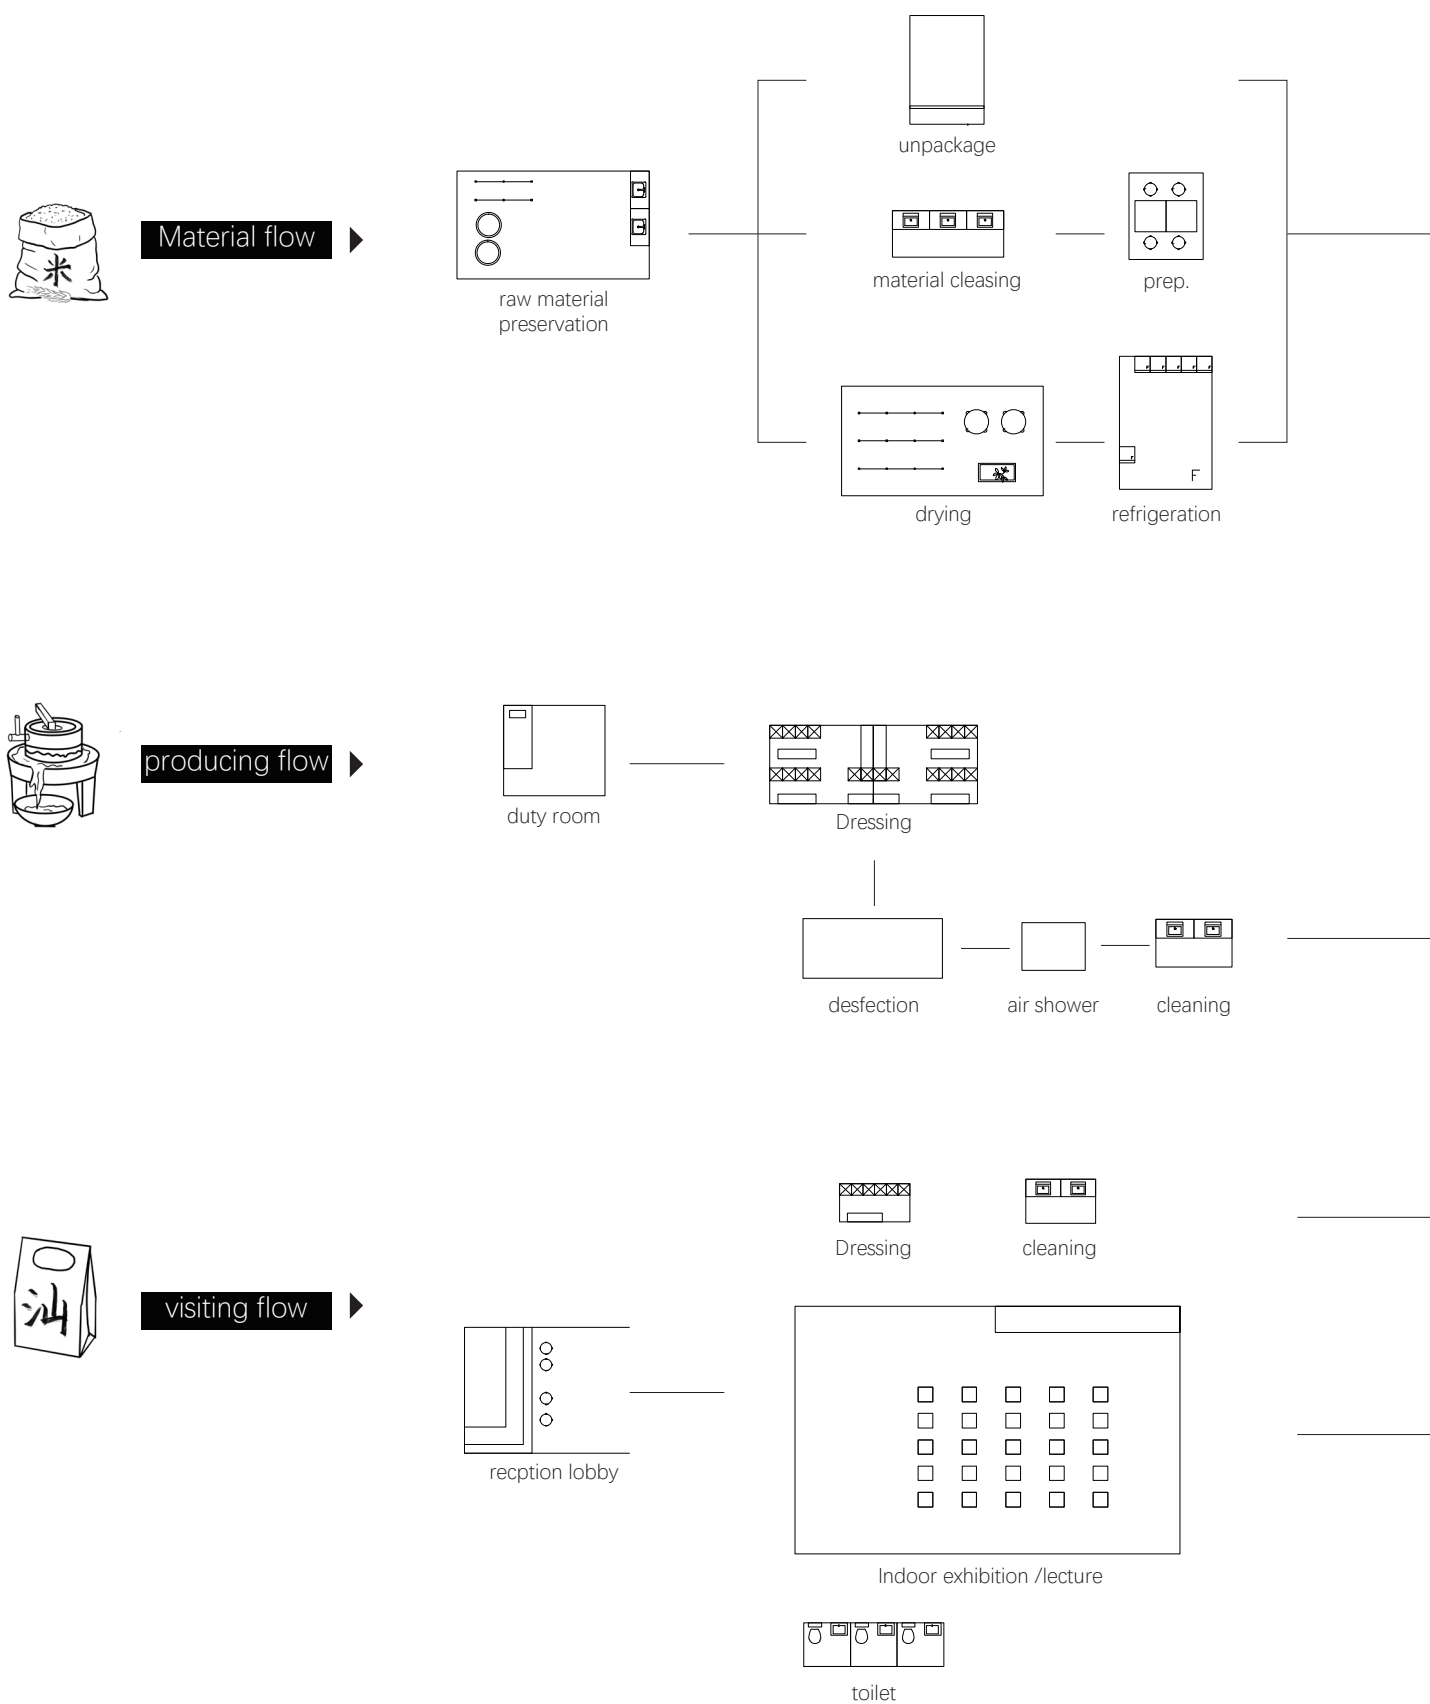 unpackage
米
Material flow
raw material
preservation
material cleasing
prep.
F
drying
refrigeration
producing flow
duty room
Dressing
desfection
air shower
cleaning
Dressing
cleaning
汕
visiting flow
recption lobby
Indoor exhibition /lecture
toilet